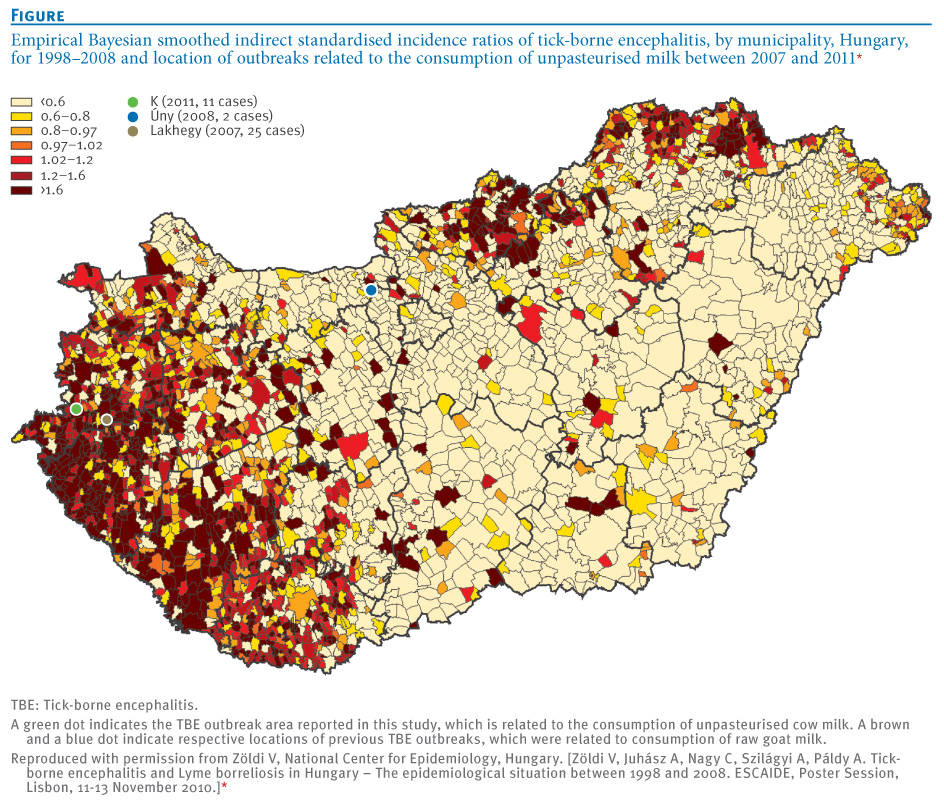 FIGURE
Empirical Bayesian smoothed indirect standardised incidence ratios of tick-borne encephalitis, by municipality, Hungary,
for 1998–2008 and location of outbreaks related to the consumption of unpasteurised milk between 2007 and 2011*
<0.6
0.6–0.8
0.8–0.97
0.97–1.02
1.02–1.2
1.2–1.6
>1.6
K (2011, 11 cases)
Úny (2008, 2 cases)
Lakhegy (2007, 25 cases)
TBE: Tick-borne encephalitis.
A green dot indicates the TBE outbreak area reported in this study, which is related to the consumption of unpasteurised cow milk. A brown
and a blue dot indicate respective locations of previous TBE outbreaks, which were related to consumption of raw goat milk.
Reproduced with permission from Zöldi V, National Center for Epidemiology, Hungary. [Zöldi V, Juhász A, Nagy C, Szilágyi A, Páldy A. Tick-
borne encephalitis and Lyme borreliosis in Hungary – The epidemiological situation between 1998 and 2008. ESCAIDE, Poster Session,
Lisbon, 11-13 November 2010.]*